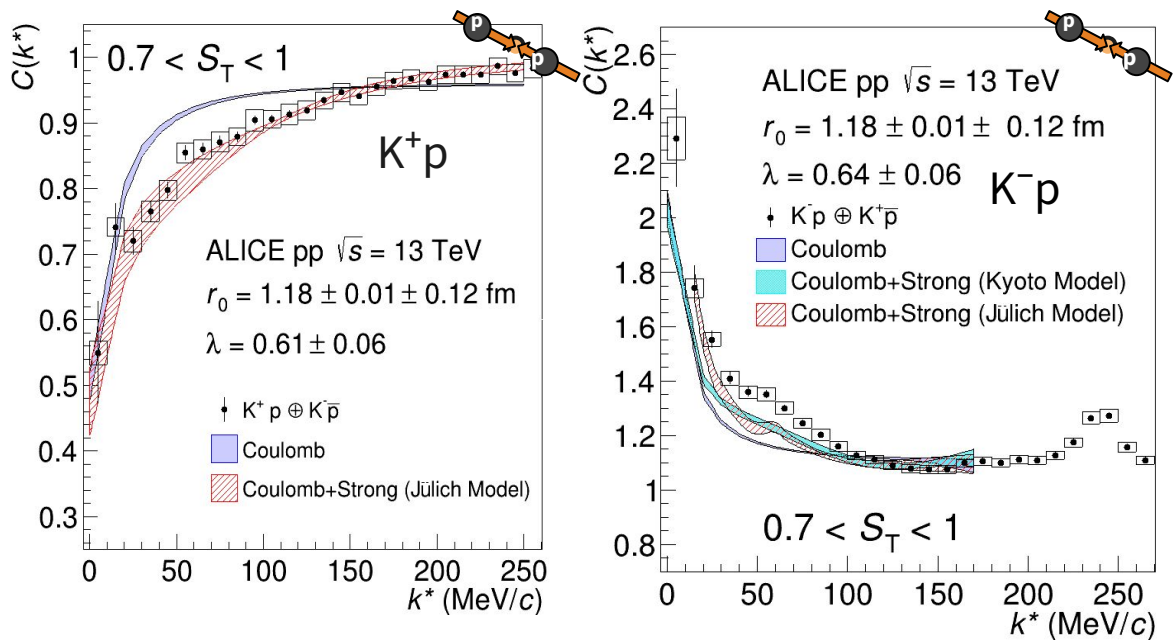 C(k*)
p
p
0.7 < S_T < 1
1
0.9
0.8
0.7
0.6
0.5
0.4
0.3
K⁺p
ALICE pp √s = 13 TeV
r₀ = 1.18 ± 0.01 ± 0.12 fm
λ = 0.61 ± 0.06
K⁺ p ⊕ K⁻p̅
Coulomb
Coulomb+Strong (Jülich Model)
0 50 100 150 200 250
k* (MeV/c)
C(k*)
p
p
2.6
2.4
2.2
2
1.8
1.6
1.4
1.2
1
0.8
ALICE pp √s = 13 TeV
r₀ = 1.18 ± 0.01 ± 0.12 fm
λ = 0.64 ± 0.06
K⁻p
K⁻p ⊕ K⁺p̅
Coulomb
Coulomb+Strong (Kyoto Model)
Coulomb+Strong (Jülich Model)
0.7 < S_T < 1
0 50 100 150 200 250
k* (MeV/c)